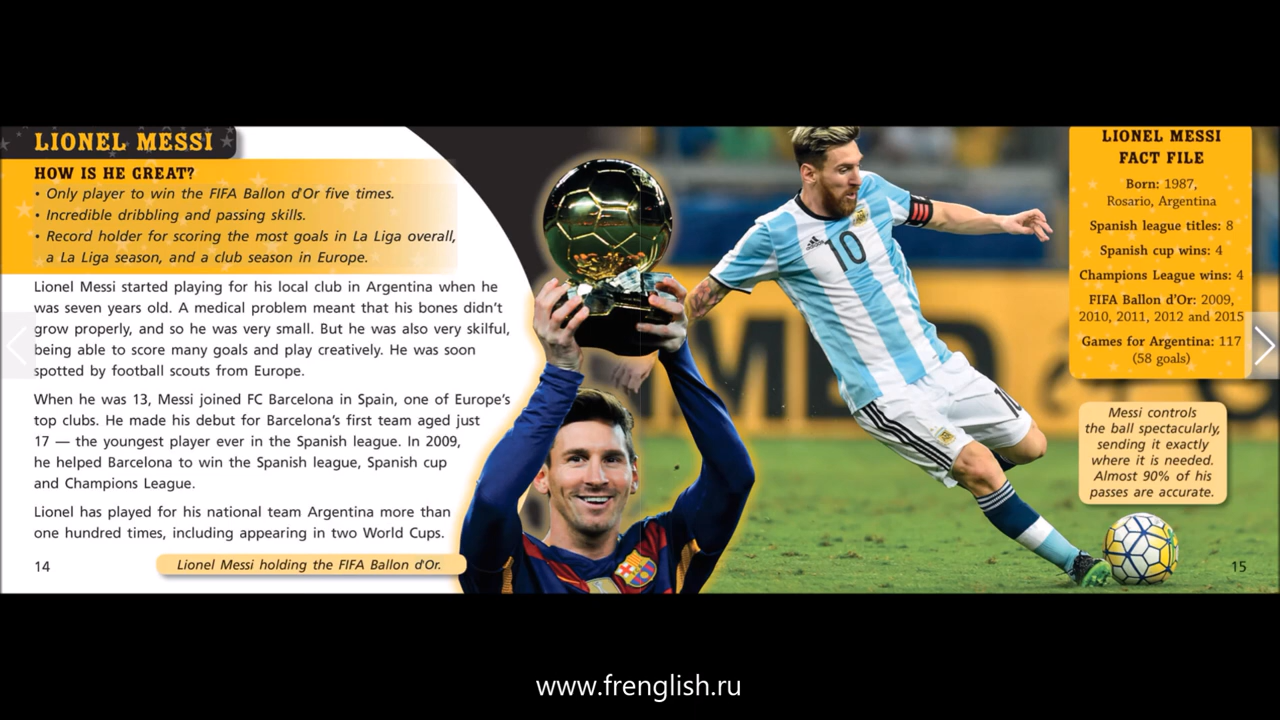 LIONEL MESSI
HOW IS HE GREAT?
• Only player to win the FIFA Ballon d'Or five times.
• Incredible dribbling and passing skills.
• Record holder for scoring the most goals in La Liga overall,
a La Liga season, and a club season in Europe.
Lionel Messi started playing for his local club in Argentina when he
was seven years old. A medical problem meant that his bones didn't
grow properly, and so he was very small. But he was also very skilful,
being able to score many goals and play creatively. He was soon
spotted by football scouts from Europe.
When he was 13, Messi joined FC Barcelona in Spain, one of Europe's
top clubs. He made his debut for Barcelona's first team aged just
17 — the youngest player ever in the Spanish league. In 2009,
he helped Barcelona to win the Spanish league, Spanish cup
and Champions League.
Lionel has played for his national team Argentina more than
one hundred times, including appearing in two World Cups.
14
Lionel Messi holding the FIFA Ballon d'Or.
10
10
LIONEL MESSI
FACT FILE
Born: 1987,
Rosario, Argentina
Spanish league titles: 8
Spanish cup wins: 4
Champions League wins: 4
FIFA Ballon d'Or: 2009,
2010, 2011, 2012 and 2015
Games for Argentina: 117
(58 goals)
Messi controls
the ball spectacularly,
sending it exactly
where it is needed.
Almost 90% of his
passes are accurate.
15
www.frenglish.ru